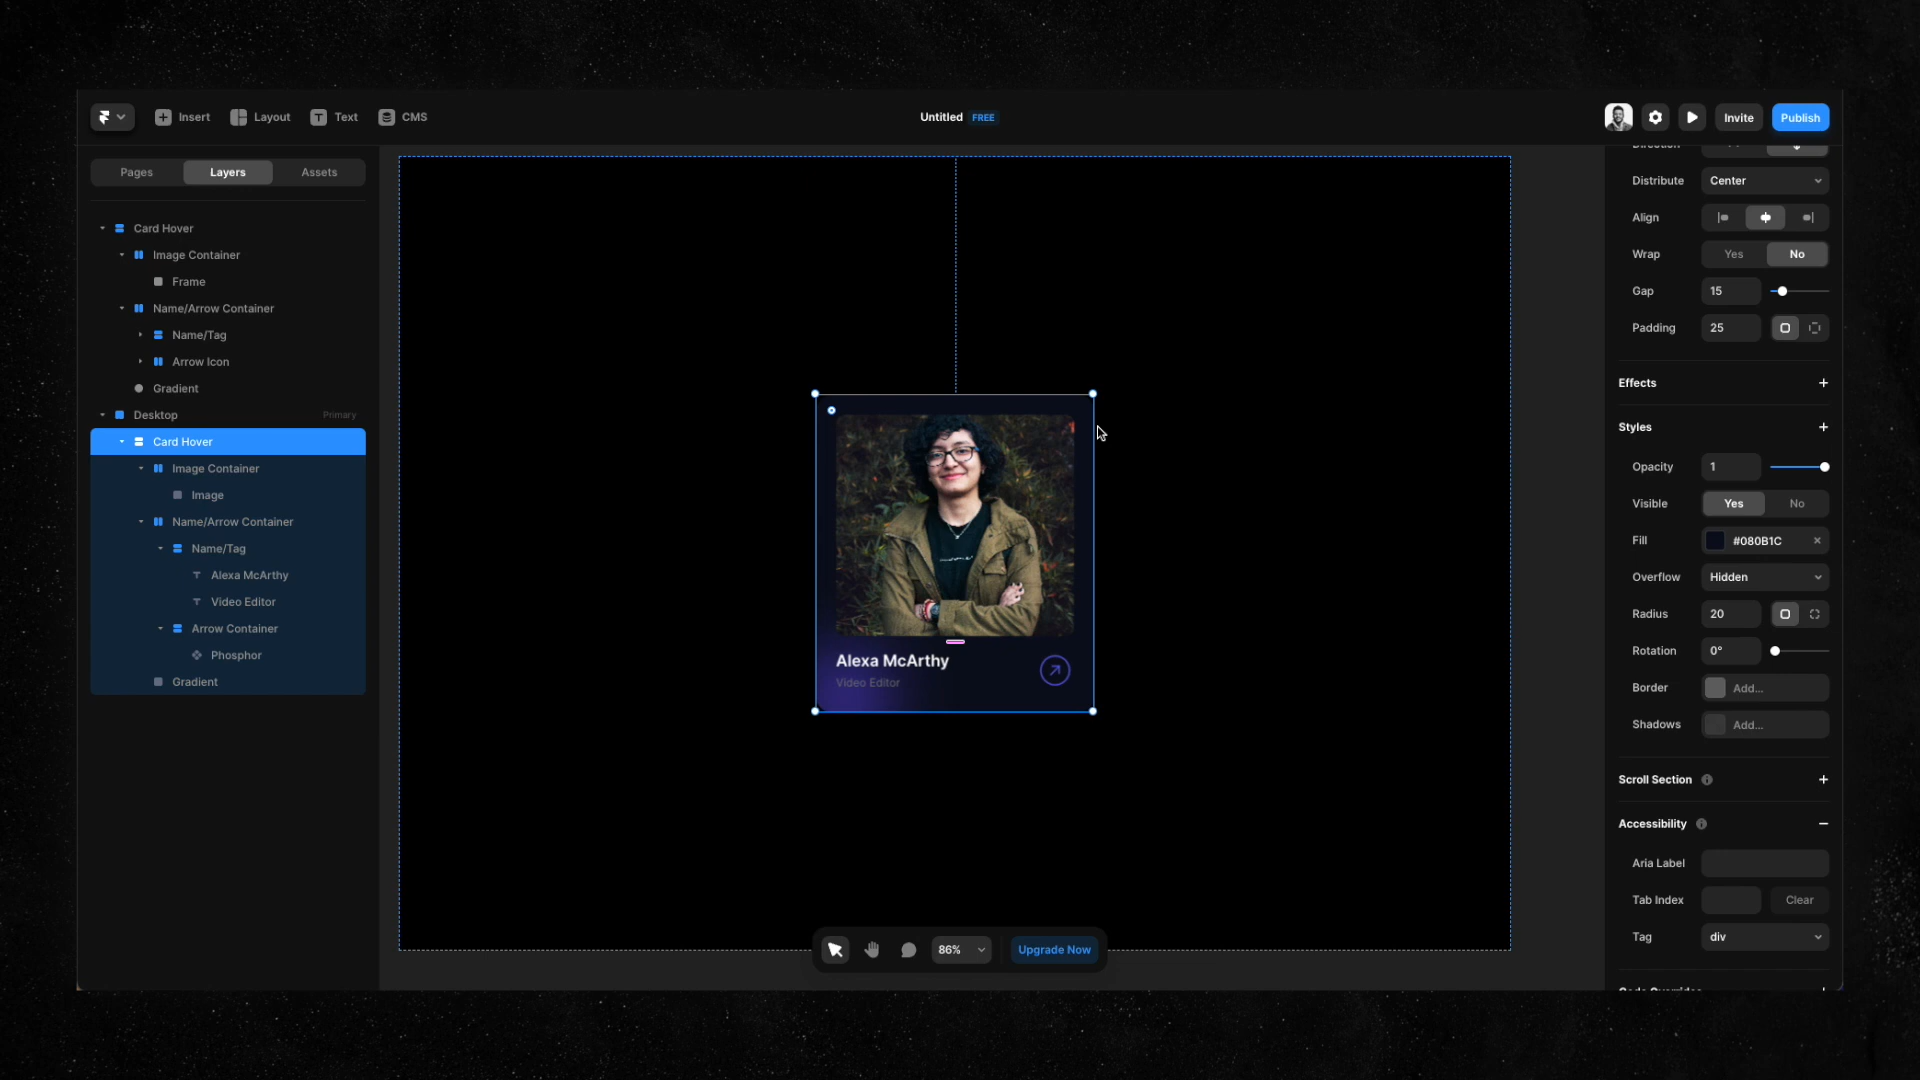 Insert
Layout
Text
CMS
Untitled
FREE
Invite
Publish
Pages
Layers
Assets
Card Hover
Image Container
Frame
Name/Arrow Container
Name/Tag
Arrow Icon
Gradient
Desktop
Primary
Card Hover
Image Container
Image
Name/Arrow Container
Name/Tag
Alexa McArthy
Video Editor
Arrow Container
Phosphor
Gradient
Alexa McArthy
Video Editor
86%
Upgrade Now
Direction
Distribute
Center
Align
Wrap
Yes
No
Gap
15
Padding
25
Effects
Styles
Opacity
1
Visible
Yes
No
Fill
#080B1C
Overflow
Hidden
Radius
20
Rotation
0°
Border
Add...
Shadows
Add...
Scroll Section
Accessibility
Aria Label
Tab Index
Clear
Tag
div
Code Overrides